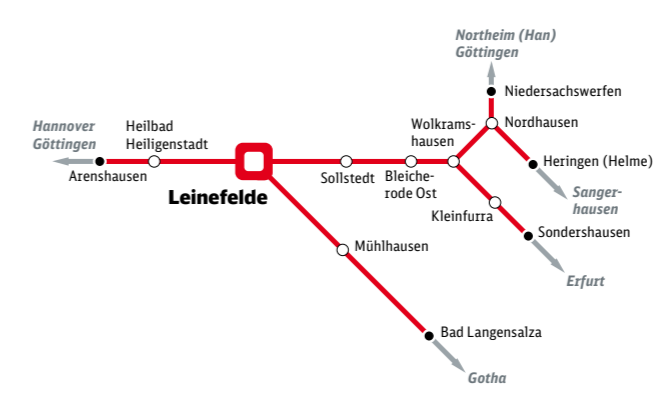 Northeim (Han)
Göttingen
Niedersachswerfen
Hannover
Göttingen
Heilbad
Heiligenstadt
Wolkrams-
hausen
Nordhausen
Arenshausen
Leinefelde
Sollstedt
Bleiche-
rode Ost
Heringen (Helme)
Sanger-
hausen
Kleinfurra
Sondershausen
Mühlhausen
Erfurt
Bad Langensalza
Gotha